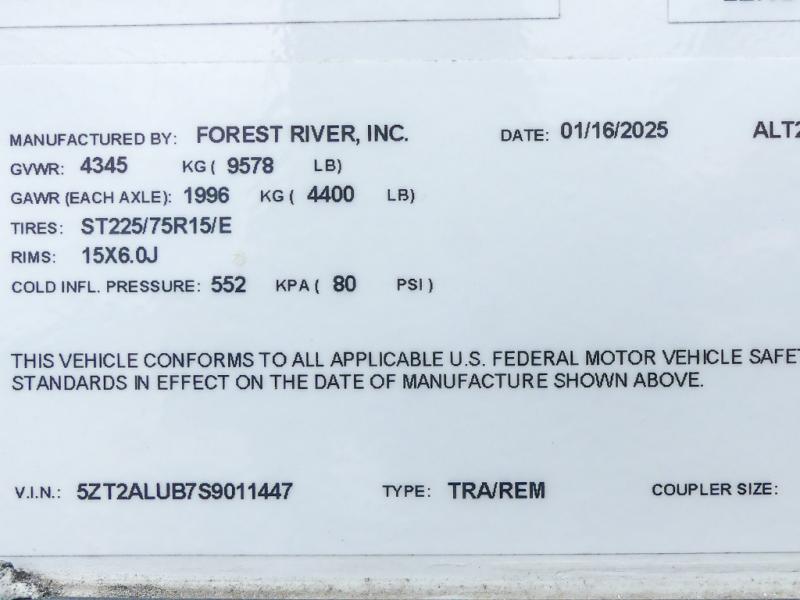 MANUFACTURED BY: FOREST RIVER, INC. DATE: 01/16/2025 ALT2
GVWR: 4345 KG ( 9578 LB)
GAWR (EACH AXLE): 1996 KG ( 4400 LB)
TIRES: ST225/75R15/E
RIMS: 15X6.0J
COLD INFL. PRESSURE: 552 KPA ( 80 PSI )
THIS VEHICLE CONFORMS TO ALL APPLICABLE U.S. FEDERAL MOTOR VEHICLE SAFET
STANDARDS IN EFFECT ON THE DATE OF MANUFACTURE SHOWN ABOVE.
V.I.N.: 5ZT2ALUB7S9011447 TYPE: TRA/REM COUPLER SIZE: